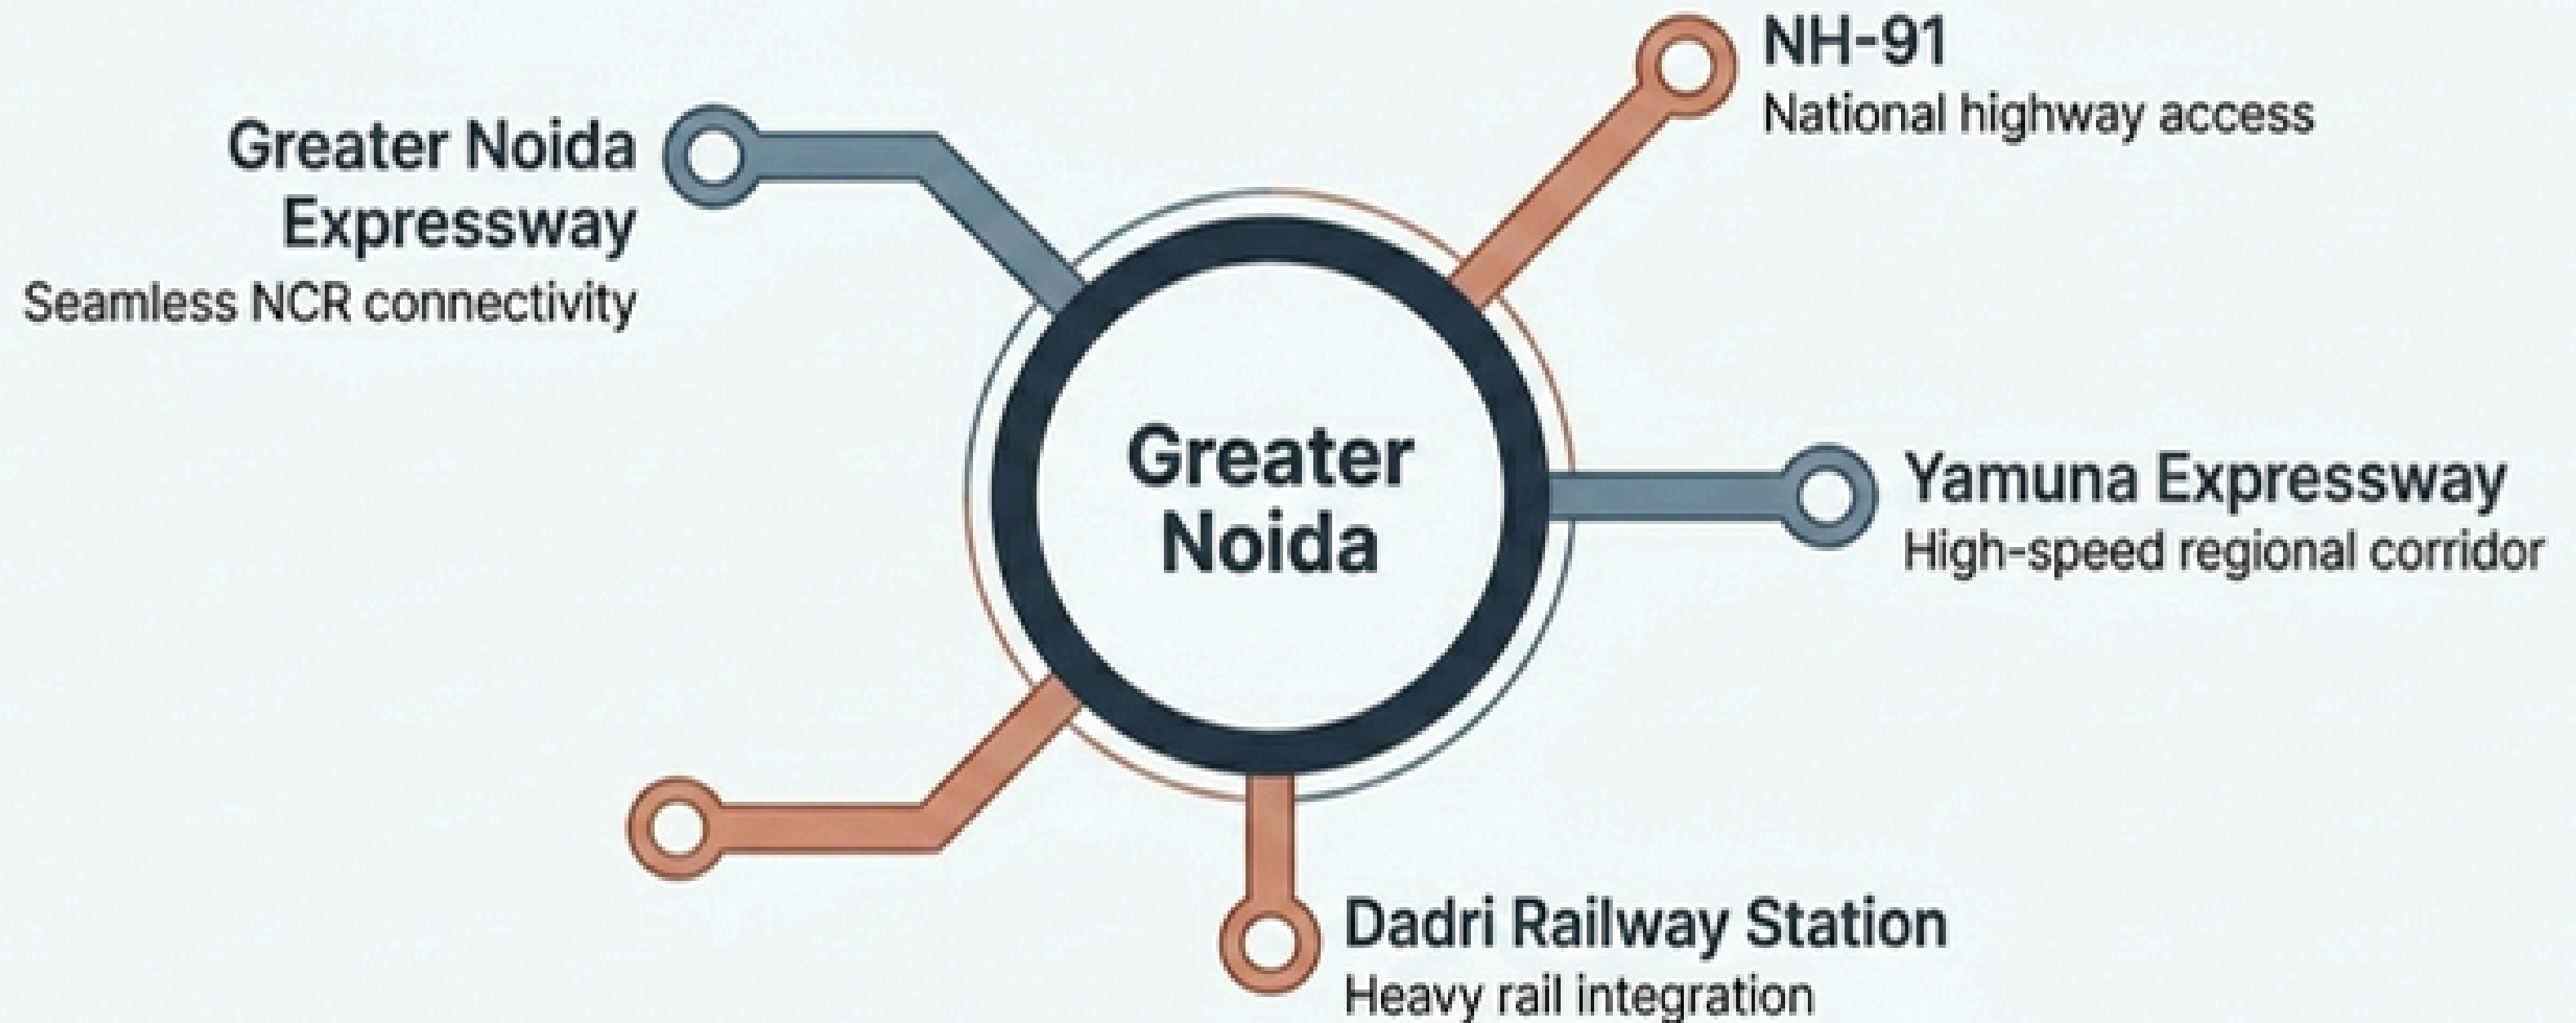 Greater Noida
Expressway
Seamless NCR connectivity
NH-91
National highway access
Greater
Noida
Yamuna Expressway
High-speed regional corridor
Dadri Railway Station
Heavy rail integration